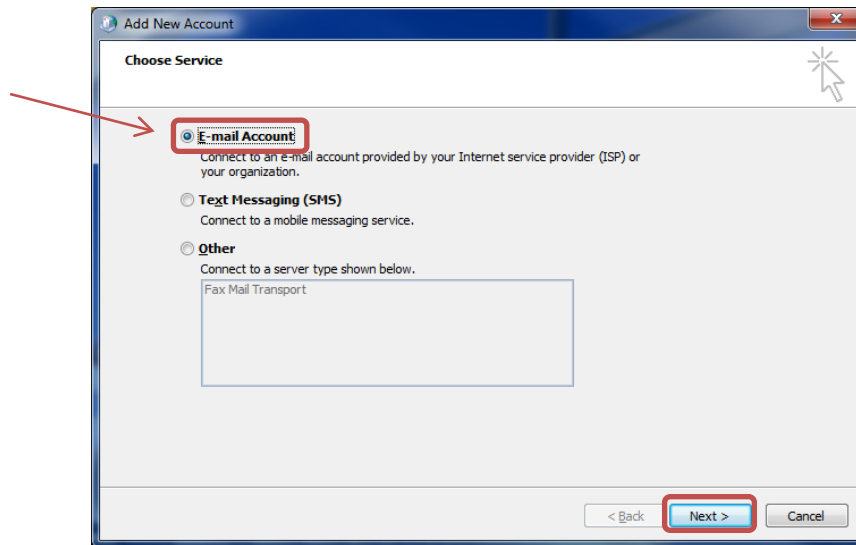 Add New Account
Choose Service
E-mail Account
Connect to an e-mail account provided by your Internet service provider (ISP) or
your organization.
Text Messaging (SMS)
Connect to a mobile messaging service.
Other
Connect to a server type shown below.
Fax Mail Transport
< Back
Next >
Cancel